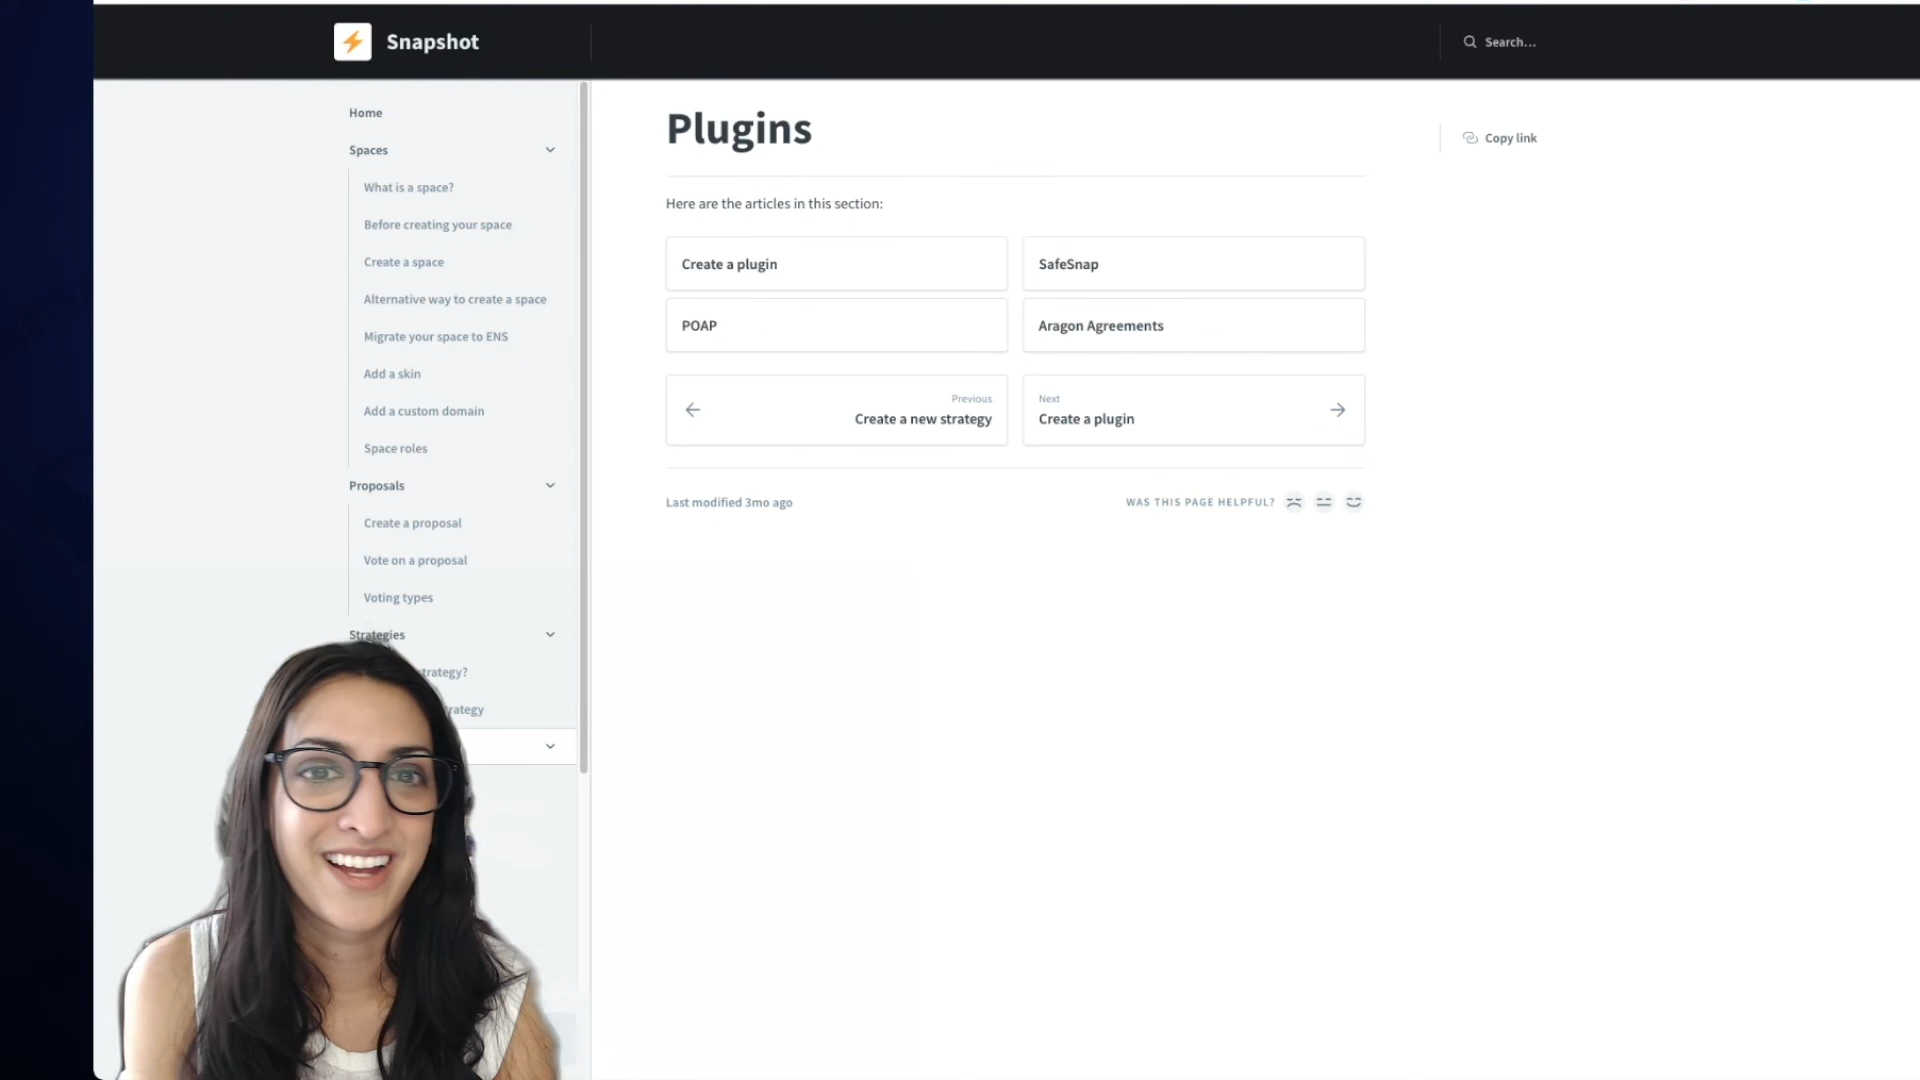 Snapshot
Search...
Home
Spaces
What is a space?
Before creating your space
Create a space
Alternative way to create a space
Migrate your space to ENS
Add a skin
Add a custom domain
Space roles
Proposals
Create a proposal
Vote on a proposal
Voting types
Strategies
strategy?
Plugins
Copy link
Here are the articles in this section:
Create a plugin
SafeSnap
POAP
Aragon Agreements
Previous
Create a new strategy
Next
Create a plugin
Last modified 3mo ago
WAS THIS PAGE HELPFUL?